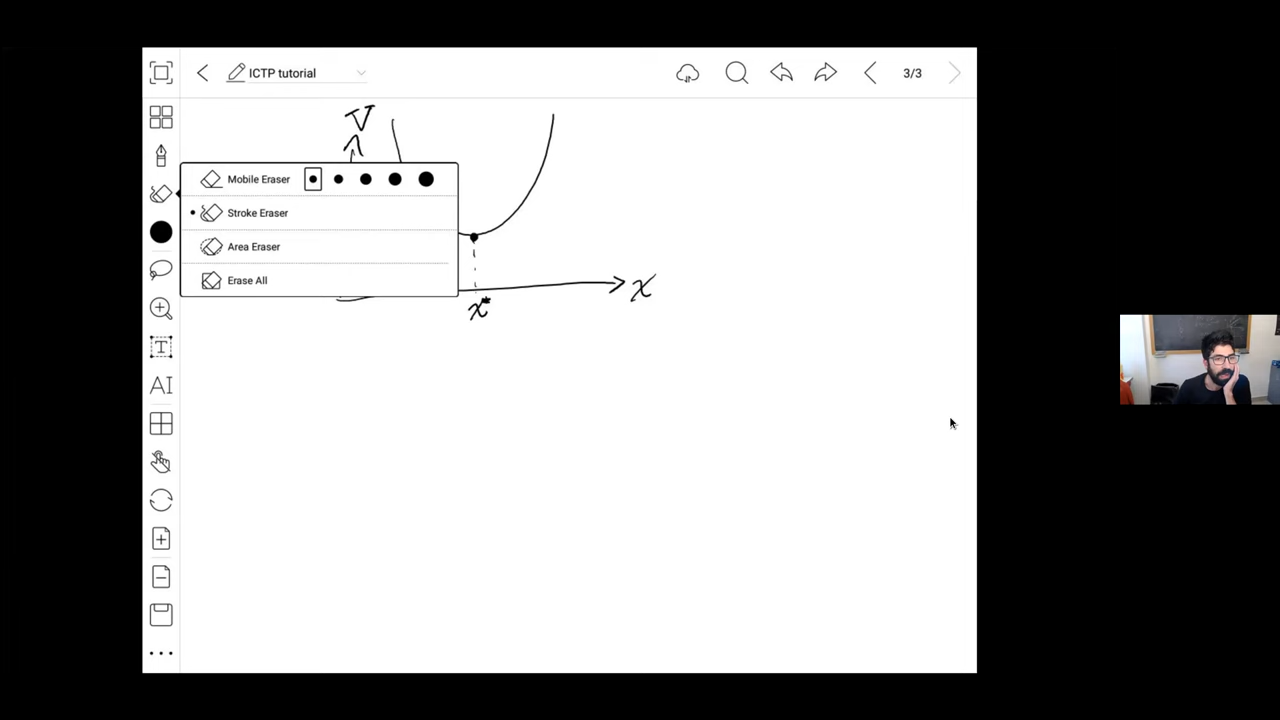 ICTP tutorial
3/3
V
Mobile Eraser
Stroke Eraser
Area Eraser
Erase All
x
x*
T
AI